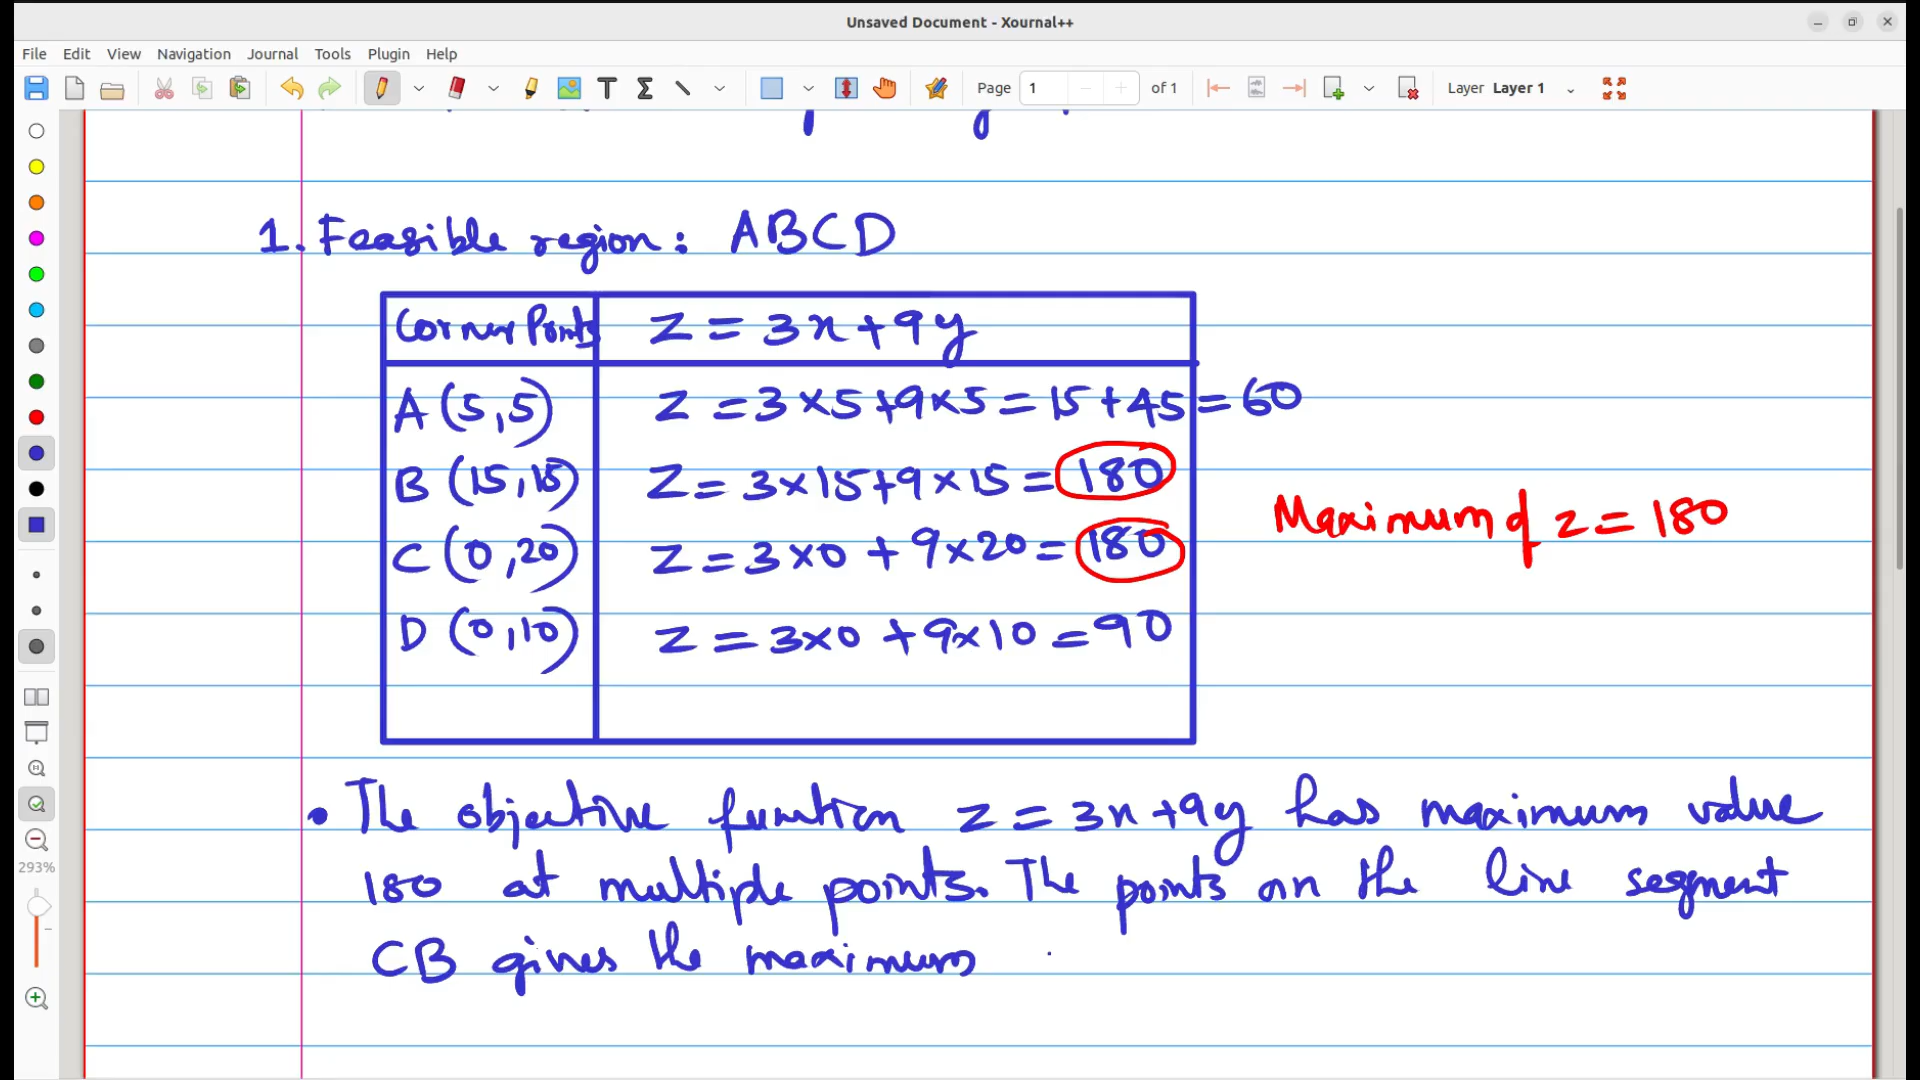 Unsaved Document - Xournal++
File Edit View Navigation Journal Tools Plugin Help
Page 1 of 1 Layer Layer 1
1. Feasible region: ABCD
Corner Points Z = 3x+9y
A (5,5) Z = 3×5+9×5 = 15+45 = 60
B (15,15) Z = 3×15+9×15 = 180
C (0,20) Z = 3×0 + 9×20 = 180
Maximum of z = 180
D (0,10) Z = 3×0 + 9×10 = 90
• The objective function z = 3x+9y has maximum value
180 at multiple points. The points on the line segment
CB gives the maximum
293%